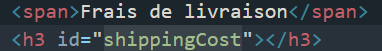 <span>Frais de livraison</span>
<h3 id="shippingCost"></h3>